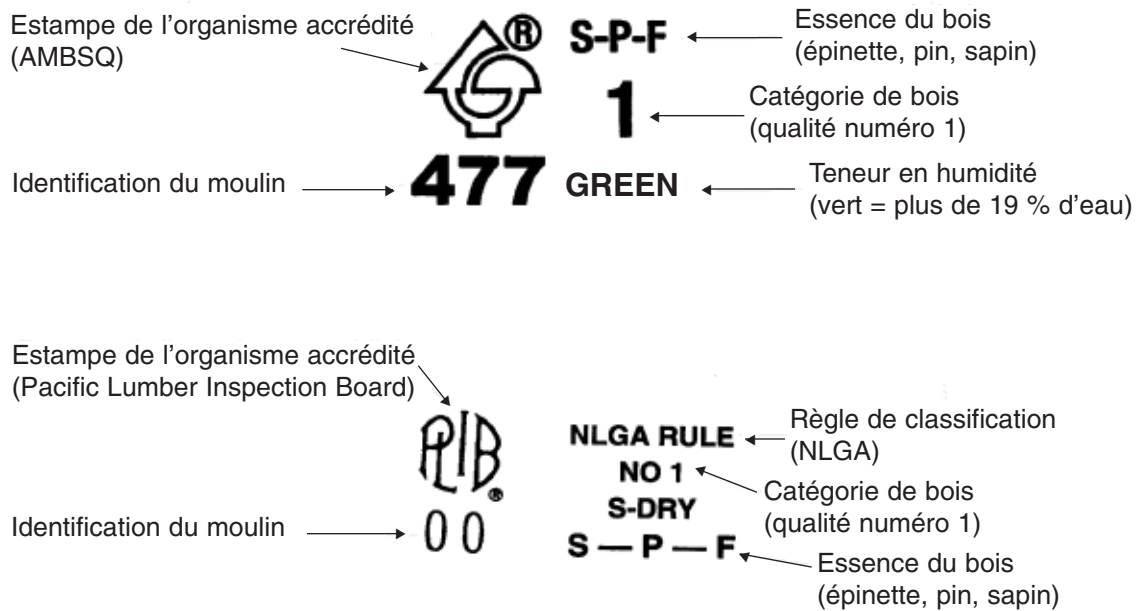 Estampe de l'organisme accrédité
(AMBSQ)
®
S-P-F
Essence du bois
(épinette, pin, sapin)
1
Catégorie de bois
(qualité numéro 1)
Identification du moulin
477
GREEN
Teneur en humidité
(vert = plus de 19 % d'eau)
Estampe de l'organisme accrédité
(Pacific Lumber Inspection Board)
PLIB
®
NLGA RULE
Règle de classification
(NLGA)
NO 1
Catégorie de bois
(qualité numéro 1)
S-DRY
Identification du moulin
00
S — P — F
Essence du bois
(épinette, pin, sapin)